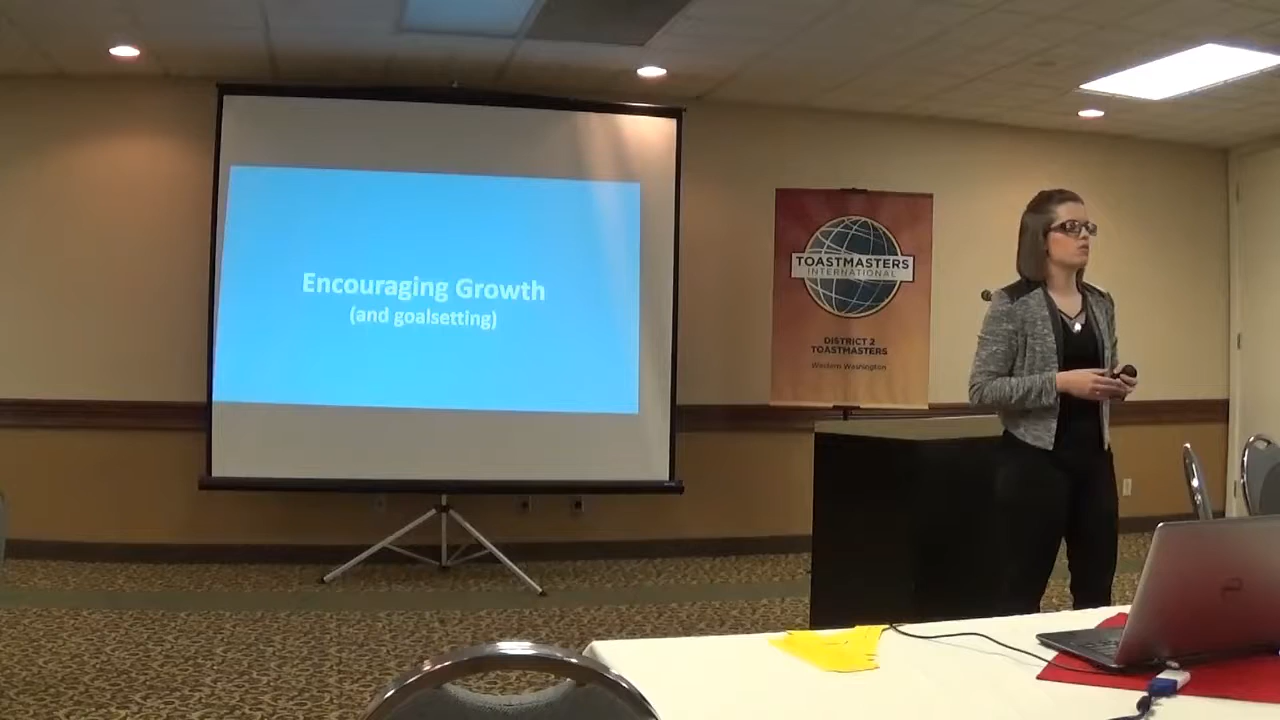 Encouraging Growth
(and goalsetting)
TOASTMASTERS
INTERNATIONAL
DISTRICT 2
TOASTMASTERS
Western Washington